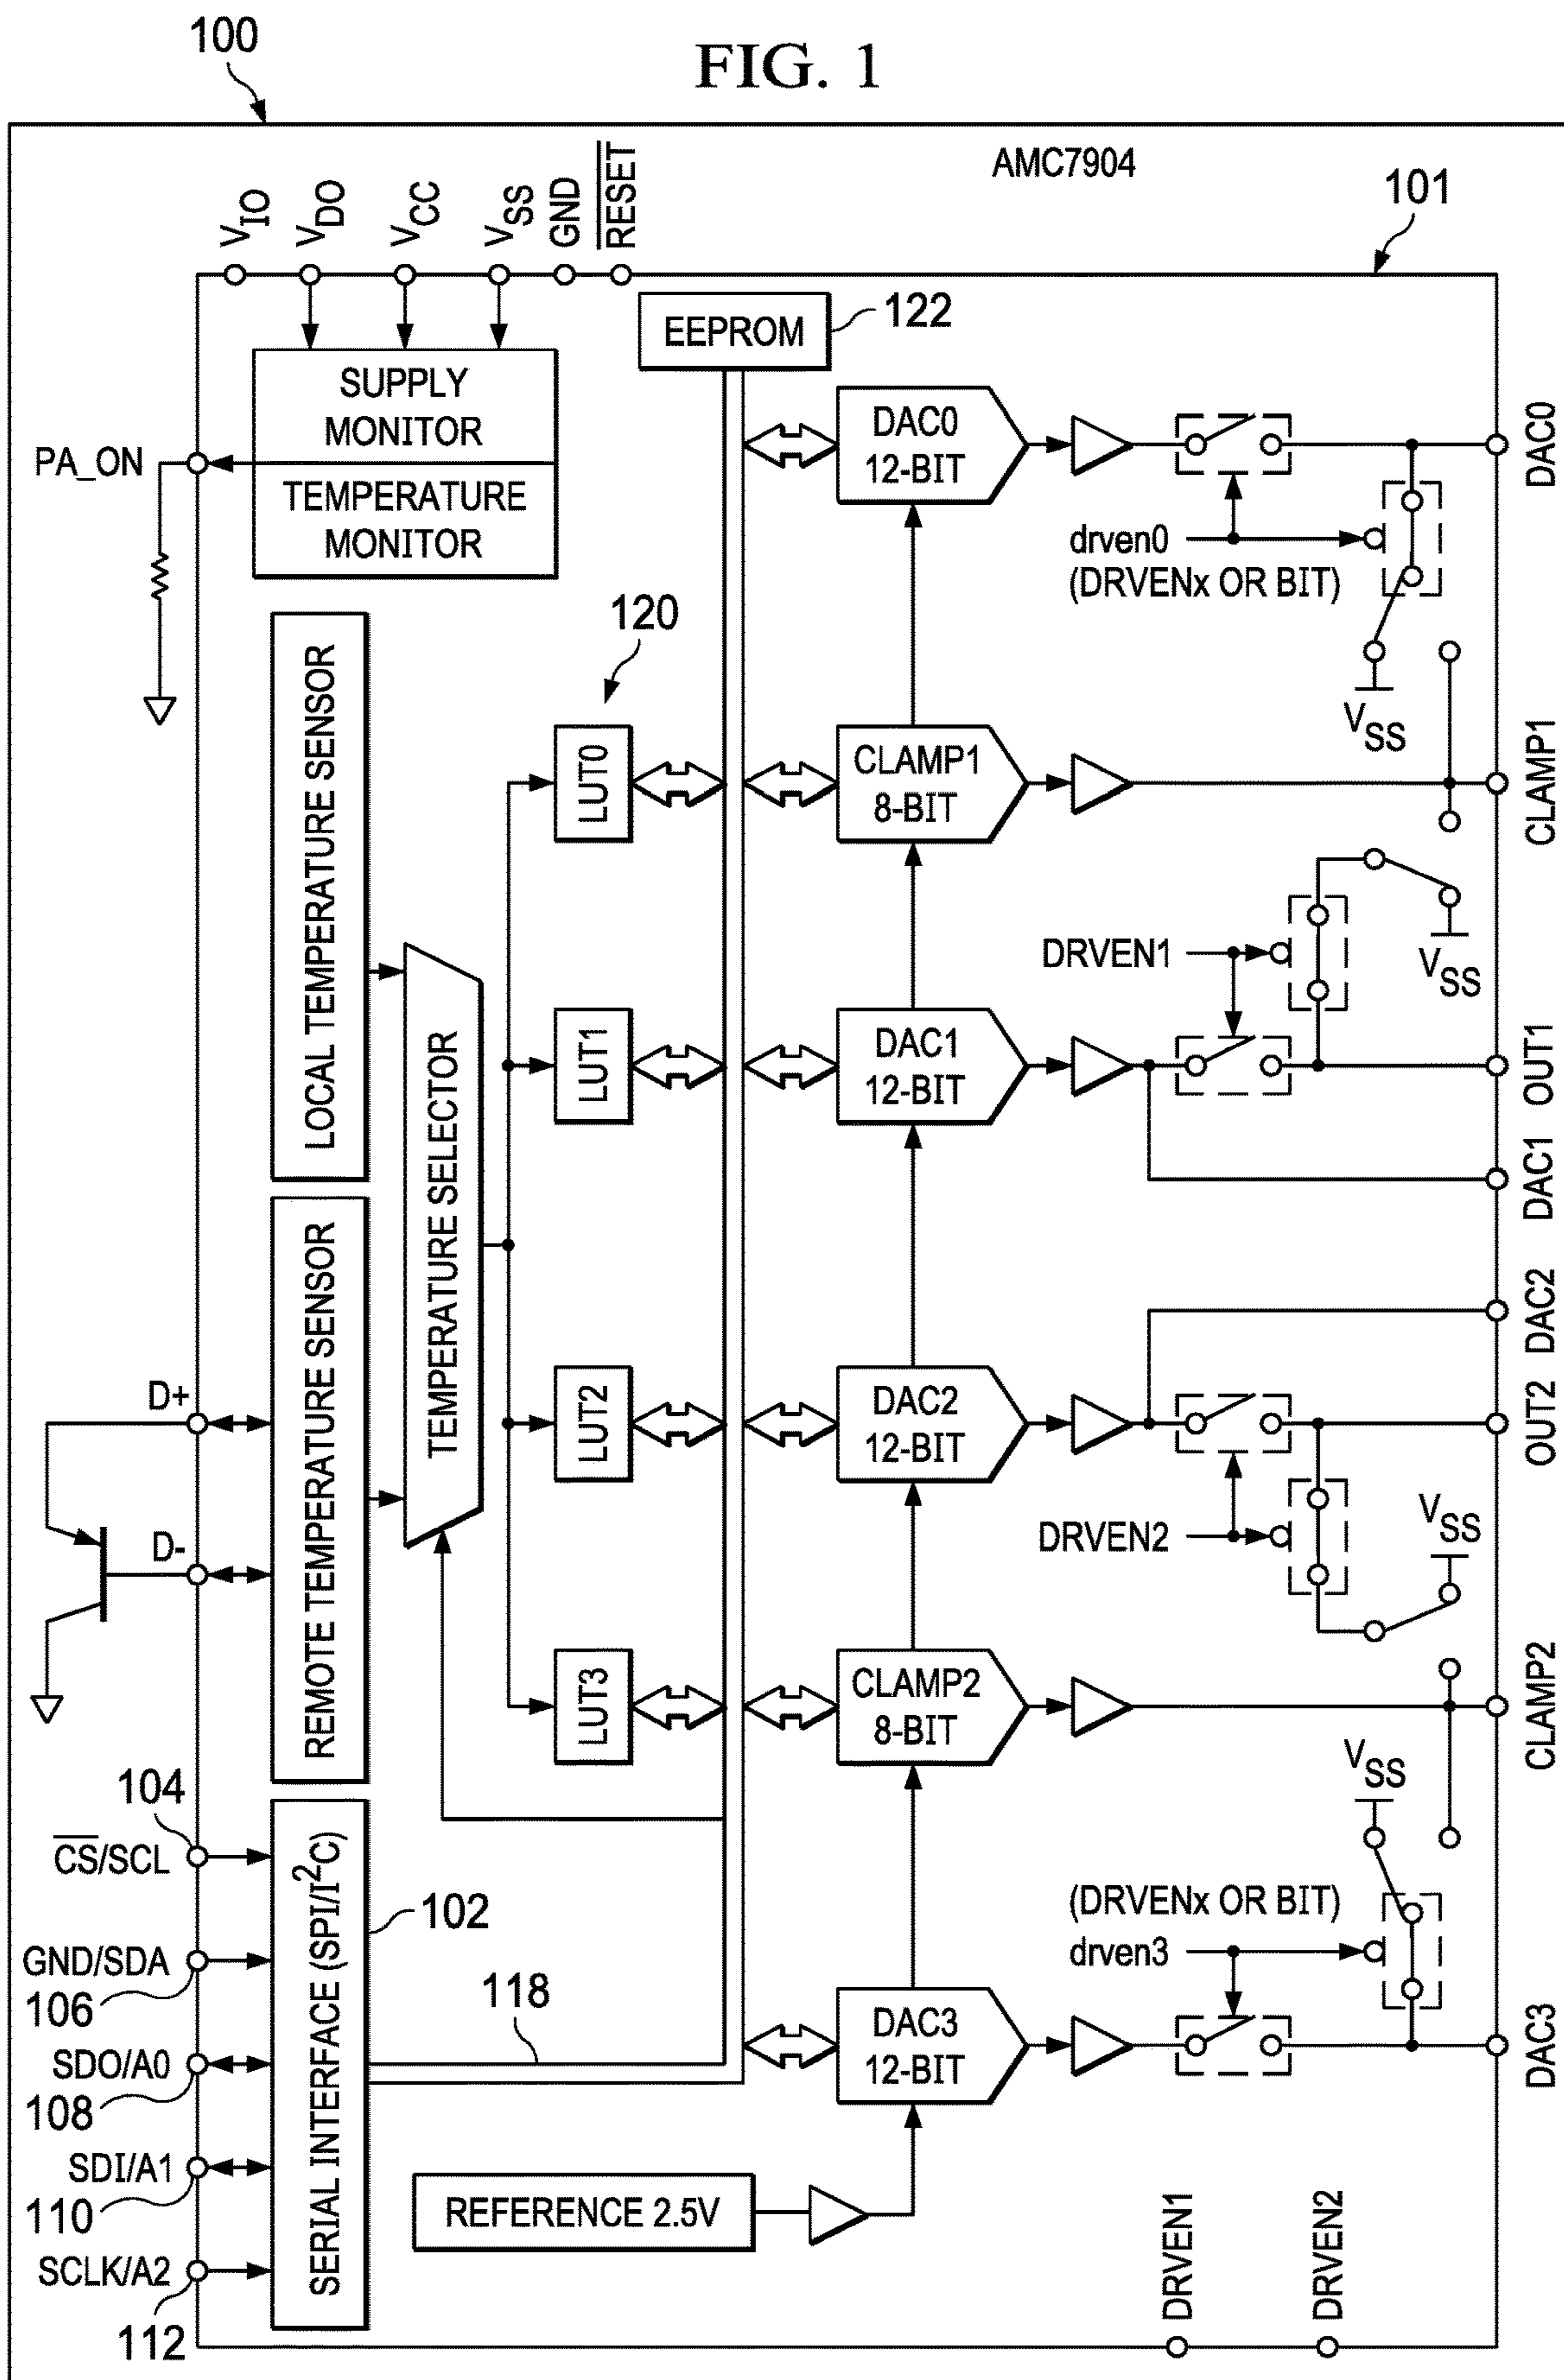 FIG. 1
100
AMC7904
101
VIO
VDO
VCC
VSS
GND
RESET
EEPROM
122
SUPPLY
MONITOR
TEMPERATURE
MONITOR
PA_ON
DAC0
12-BIT
DAC0
drven0
(DRVENx OR BIT)
VSS
120
LOCAL TEMPERATURE SENSOR
LUT0
CLAMP1
8-BIT
CLAMP1
TEMPERATURE SELECTOR
DRVEN1
VSS
LUT1
DAC1
12-BIT
OUT1
DAC1
REMOTE TEMPERATURE SENSOR
DAC2
D+
LUT2
DAC2
12-BIT
OUT2
D-
DRVEN2
VSS
LUT3
CLAMP2
8-BIT
CLAMP2
VSS
104
CS/SCL
SERIAL INTERFACE (SPI/I2C)
102
(DRVENx OR BIT)
drven3
GND/SDA
106
118
SDO/A0
108
DAC3
12-BIT
DAC3
SDI/A1
110
REFERENCE 2.5V
SCLK/A2
112
DRVEN1
DRVEN2